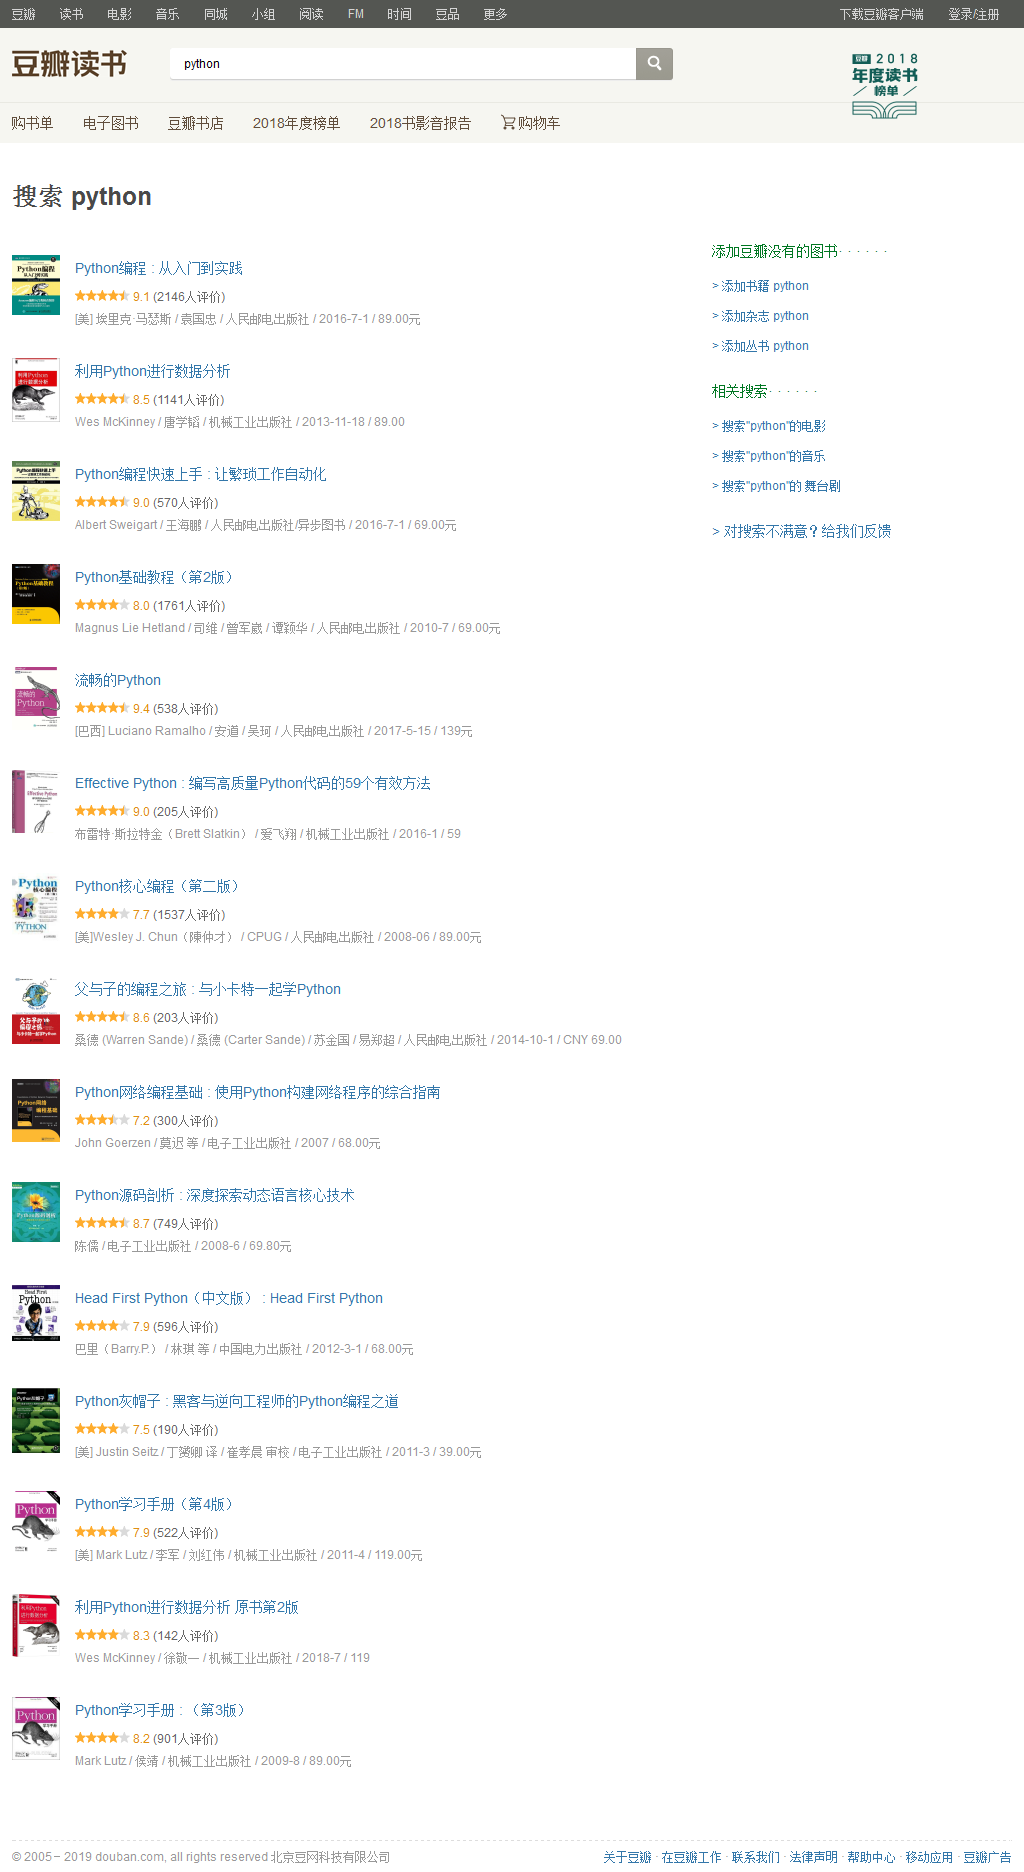 豆瓣 读书 电影 音乐 同城 小组 阅读 FM 时间 豆品 更多 下载豆瓣客户端 登录/注册
豆瓣读书
python
豆瓣 2018
年度读书
榜单
购书单 电子图书 豆瓣书店 2018年度榜单 2018书影音报告 购物车
搜索 python
Python编程 : 从入门到实践
9.1 (2146人评价)
[美] 埃里克·马瑟斯 / 袁国忠 / 人民邮电出版社 / 2016-7-1 / 89.00元
利用Python进行数据分析
8.5 (1141人评价)
Wes McKinney / 唐学韬 / 机械工业出版社 / 2013-11-18 / 89.00
Python编程快速上手 : 让繁琐工作自动化
9.0 (570人评价)
Albert Sweigart / 王海鹏 / 人民邮电出版社/异步图书 / 2016-7-1 / 69.00元
Python基础教程（第2版）
8.0 (1761人评价)
Magnus Lie Hetland / 司维 / 曾军崴 / 谭颖华 / 人民邮电出版社 / 2010-7 / 69.00元
流畅的Python
9.4 (538人评价)
[巴西] Luciano Ramalho / 安道 / 吴珂 / 人民邮电出版社 / 2017-5-15 / 139元
Effective Python : 编写高质量Python代码的59个有效方法
9.0 (205人评价)
布雷特·斯拉特金（Brett Slatkin） / 爱飞翔 / 机械工业出版社 / 2016-1 / 59
Python核心编程（第二版）
7.7 (1537人评价)
[美]Wesley J. Chun（陳仲才） / CPUG / 人民邮电出版社 / 2008-06 / 89.00元
父与子的编程之旅 : 与小卡特一起学Python
8.6 (203人评价)
桑德 (Warren Sande) / 桑德 (Carter Sande) / 苏金国 / 易郑超 / 人民邮电出版社 / 2014-10-1 / CNY 69.00
Python网络编程基础 : 使用Python构建网络程序的综合指南
7.2 (300人评价)
John Goerzen / 莫迟 等 / 电子工业出版社 / 2007 / 68.00元
Python源码剖析 : 深度探索动态语言核心技术
8.7 (749人评价)
陈儒 / 电子工业出版社 / 2008-6 / 69.80元
Head First Python（中文版） : Head First Python
7.9 (596人评价)
巴里（Barry.P.） / 林琪 等 / 中国电力出版社 / 2012-3-1 / 68.00元
Python灰帽子 : 黑客与逆向工程师的Python编程之道
7.5 (190人评价)
[美] Justin Seitz / 丁赟卿 译 / 崔孝晨 审校 / 电子工业出版社 / 2011-3 / 39.00元
Python学习手册（第4版）
7.9 (522人评价)
[美] Mark Lutz / 李军 / 刘红伟 / 机械工业出版社 / 2011-4 / 119.00元
利用Python进行数据分析 原书第2版
8.3 (142人评价)
Wes McKinney / 徐敬一 / 机械工业出版社 / 2018-7 / 119
Python学习手册 : （第3版）
8.2 (901人评价)
Mark Lutz / 侯靖 / 机械工业出版社 / 2009-8 / 89.00元
添加豆瓣没有的图书 · · · · · ·
> 添加书籍 python
> 添加杂志 python
> 添加丛书 python
相关搜索 · · · · · ·
> 搜索"python"的电影
> 搜索"python"的音乐
> 搜索"python"的 舞台剧
> 对搜索不满意？给我们反馈
© 2005－2019 douban.com, all rights reserved 北京豆网科技有限公司 关于豆瓣 · 在豆瓣工作 · 联系我们 · 法律声明 · 帮助中心 · 移动应用 · 豆瓣广告